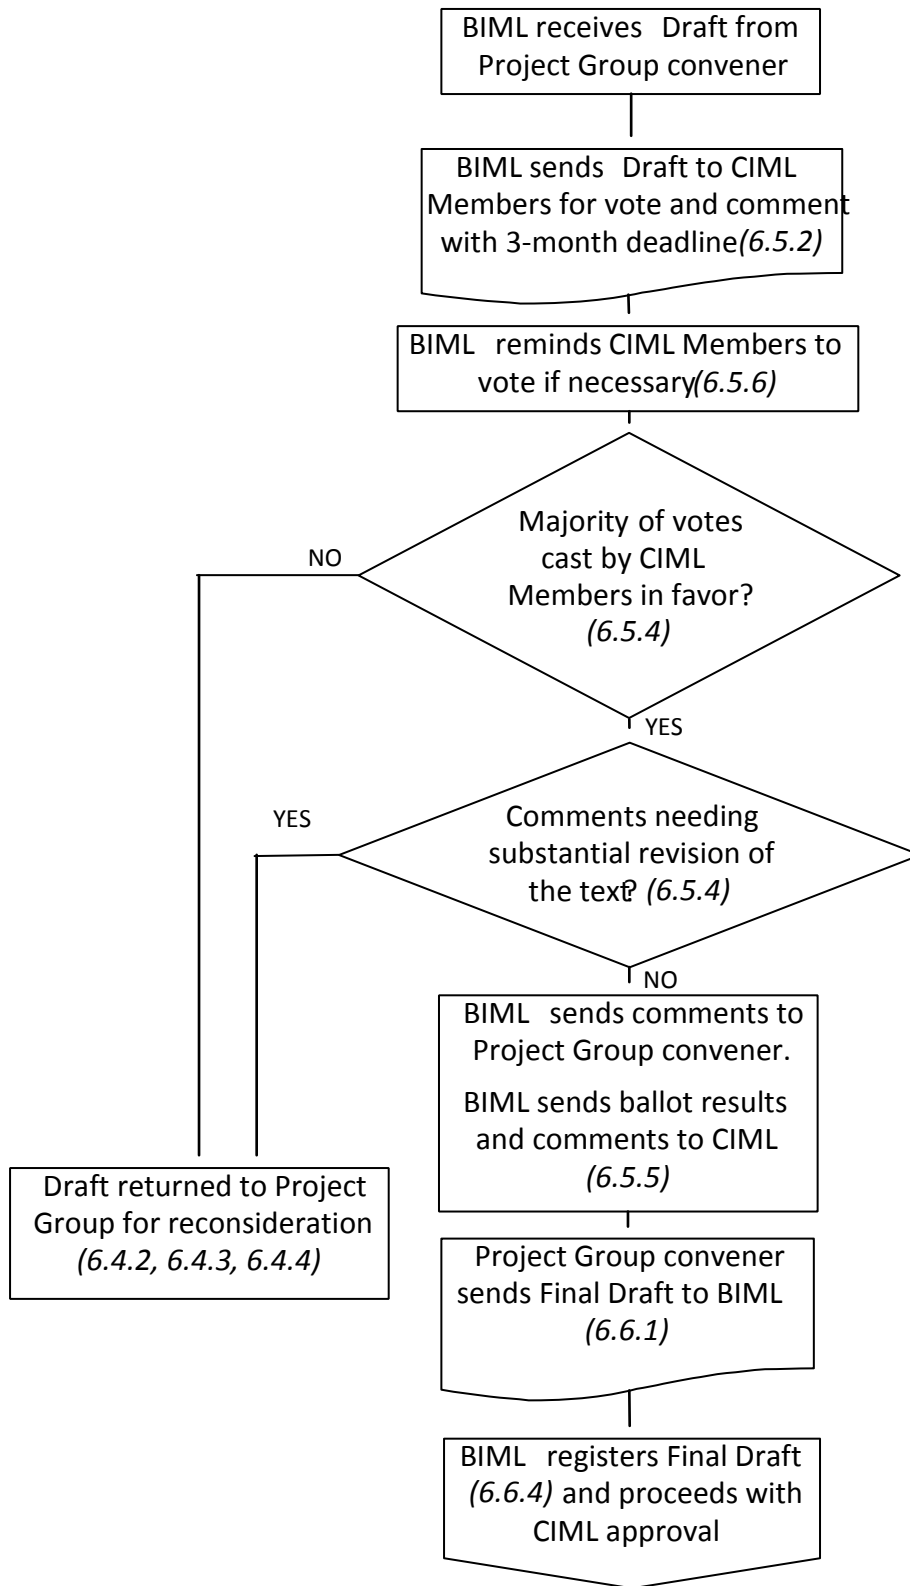 BIML receives Draft from
Project Group convener
BIML sends Draft to CIML
Members for vote and comment
with 3-month deadline(6.5.2)
BIML reminds CIML Members to
vote if necessary(6.5.6)
Majority of votes
cast by CIML
Members in favor?
(6.5.4)
NO
YES
Comments needing
substantial revision of
the text? (6.5.4)
YES
NO
BIML sends comments to
Project Group convener.
BIML sends ballot results
and comments to CIML
(6.5.5)
Draft returned to Project
Group for reconsideration
(6.4.2, 6.4.3, 6.4.4)
Project Group convener
sends Final Draft to BIML
(6.6.1)
BIML registers Final Draft
(6.6.4) and proceeds with
CIML approval